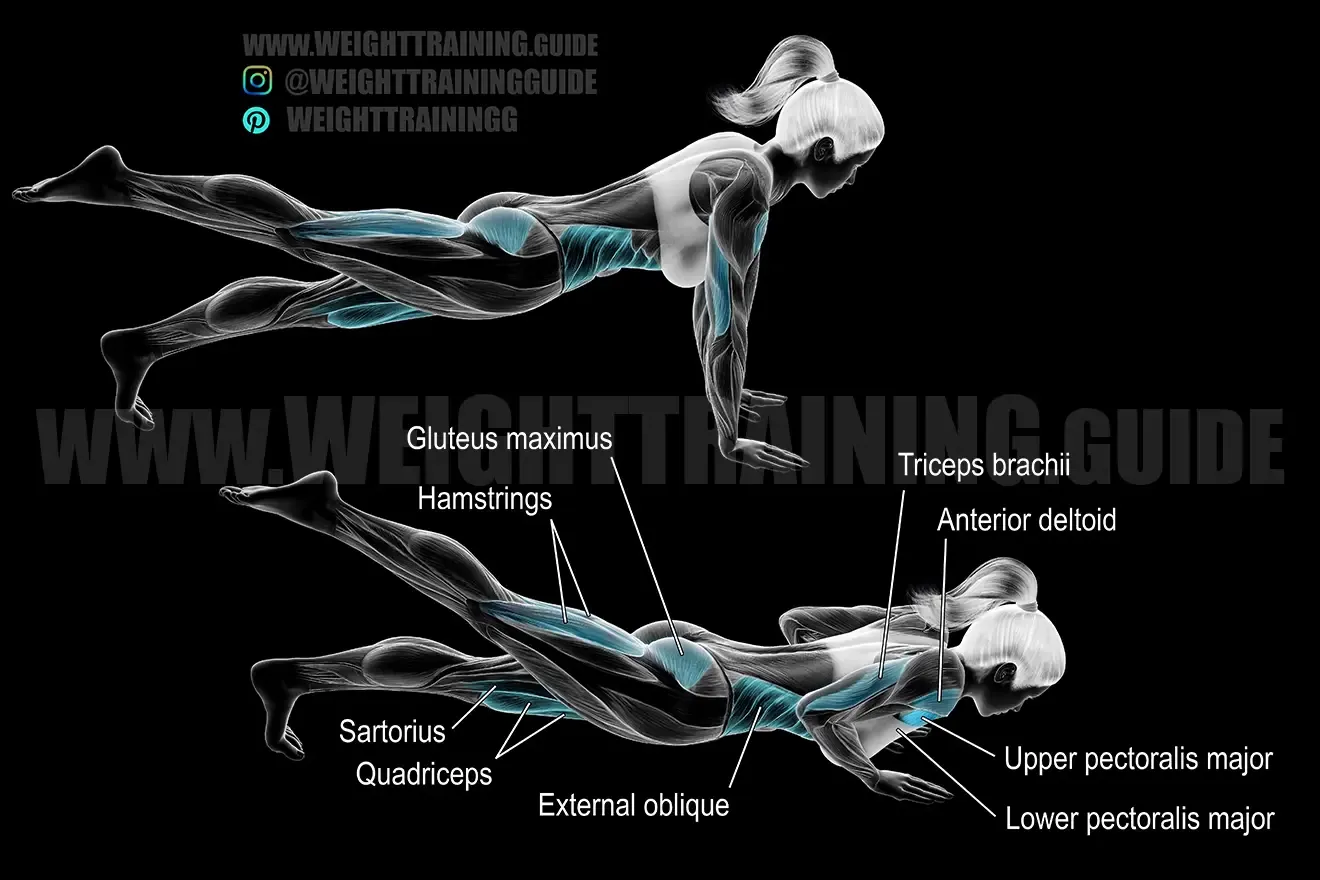 WWW.WEIGHTTRAINING.GUIDE
@WEIGHTTRAININGGUIDE
WEIGHTTRAININGG
WWW.WEIGHTTRAINING.GUIDE
Gluteus maximus
Triceps brachii
Hamstrings
Anterior deltoid
Sartorius
Upper pectoralis major
Quadriceps
External oblique
Lower pectoralis major